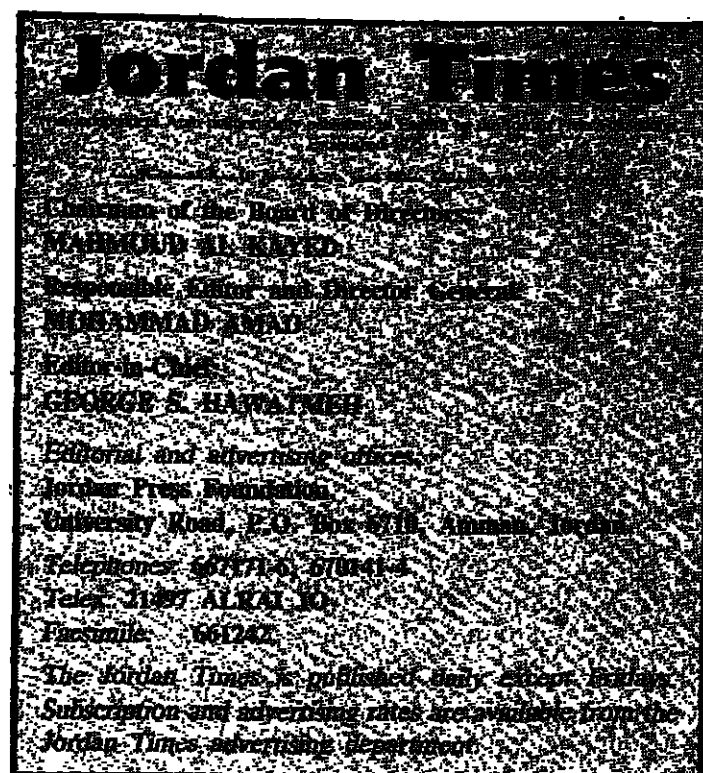 Jordan Times
Chairman of the Board of Directors:
MAHMOUD AL KAYED
Responsible Editor and Director General:
MOHAMMAD AMAD
Editor-in-Chief:
GEORGE S. HAWATMEH
Editorial and advertising offices:
Jordan Press Foundation,
University Road, P.O. Box 6710, Amman, Jordan.
Telephones: 667171-6, 670141-4
Telex: 21497 ALRAI JO
Facsimile: 661242
The Jordan Times is published daily except Fridays.
Subscription and advertising rates are available from the
Jordan Times advertising department.